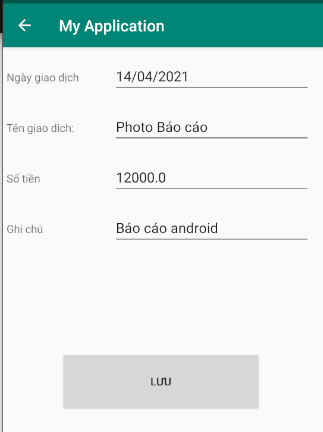 My Application
Ngày giao dịch 14/04/2021
Tên giao dich: Photo Báo cáo
Số tiền 12000.0
Ghi chú Báo cáo android
LƯU